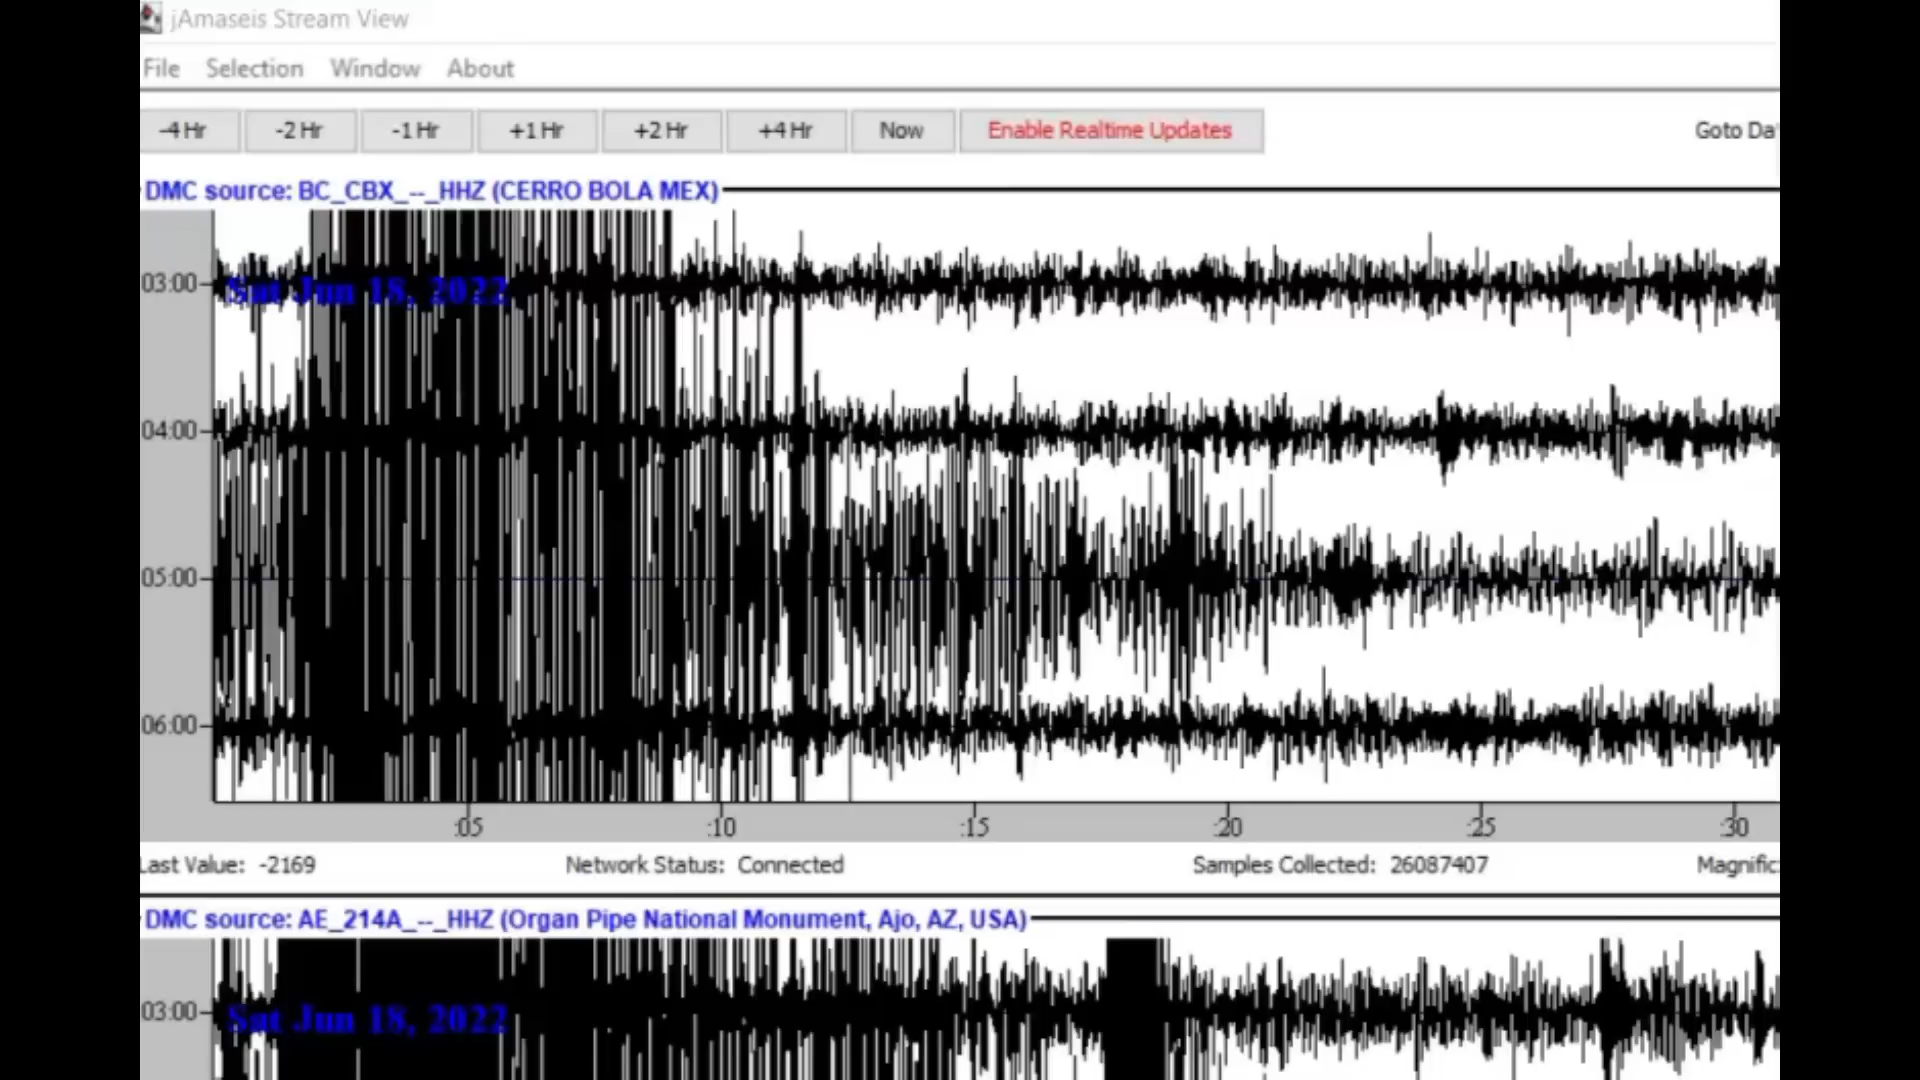 jAmaseis Stream View
File Selection Window About
-4 Hr -2 Hr -1 Hr +1 Hr +2 Hr +4 Hr Now Enable Realtime Updates Goto Da
DMC source: BC_CBX_--_HHZ (CERRO BOLA MEX)
03:00
Sat Jun 18, 2022
04:00
05:00
06:00
:05 :10 :15 :20 :25 :30
Last Value: -2169 Network Status: Connected Samples Collected: 26087407 Magnific
DMC source: AE_214A_--_HHZ (Organ Pipe National Monument, Ajo, AZ, USA)
03:00
Sat Jun 18, 2022